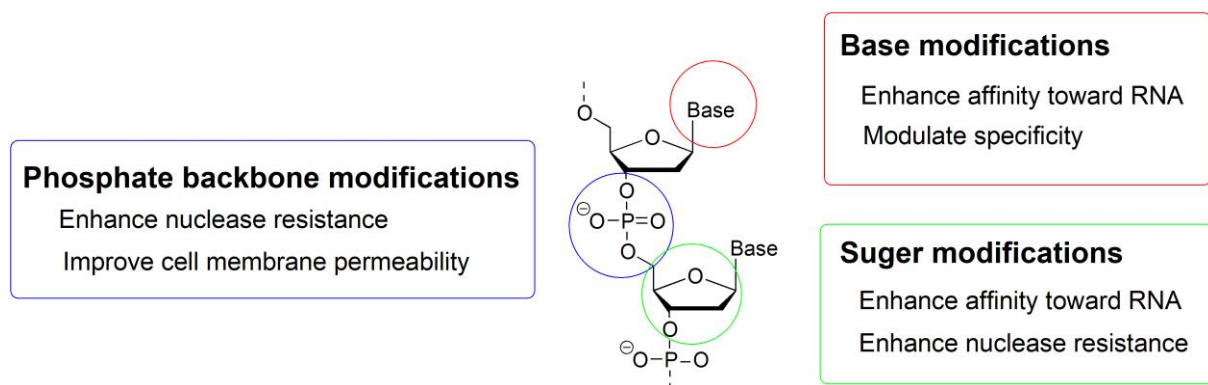 Phosphate backbone modifications
Enhance nuclease resistance
Improve cell membrane permeability
O
Base
O
O
⊖O-P=O
O
Base
O
O
⊖O-P-O
Base modifications
Enhance affinity toward RNA
Modulate specificity
Suger modifications
Enhance affinity toward RNA
Enhance nuclease resistance